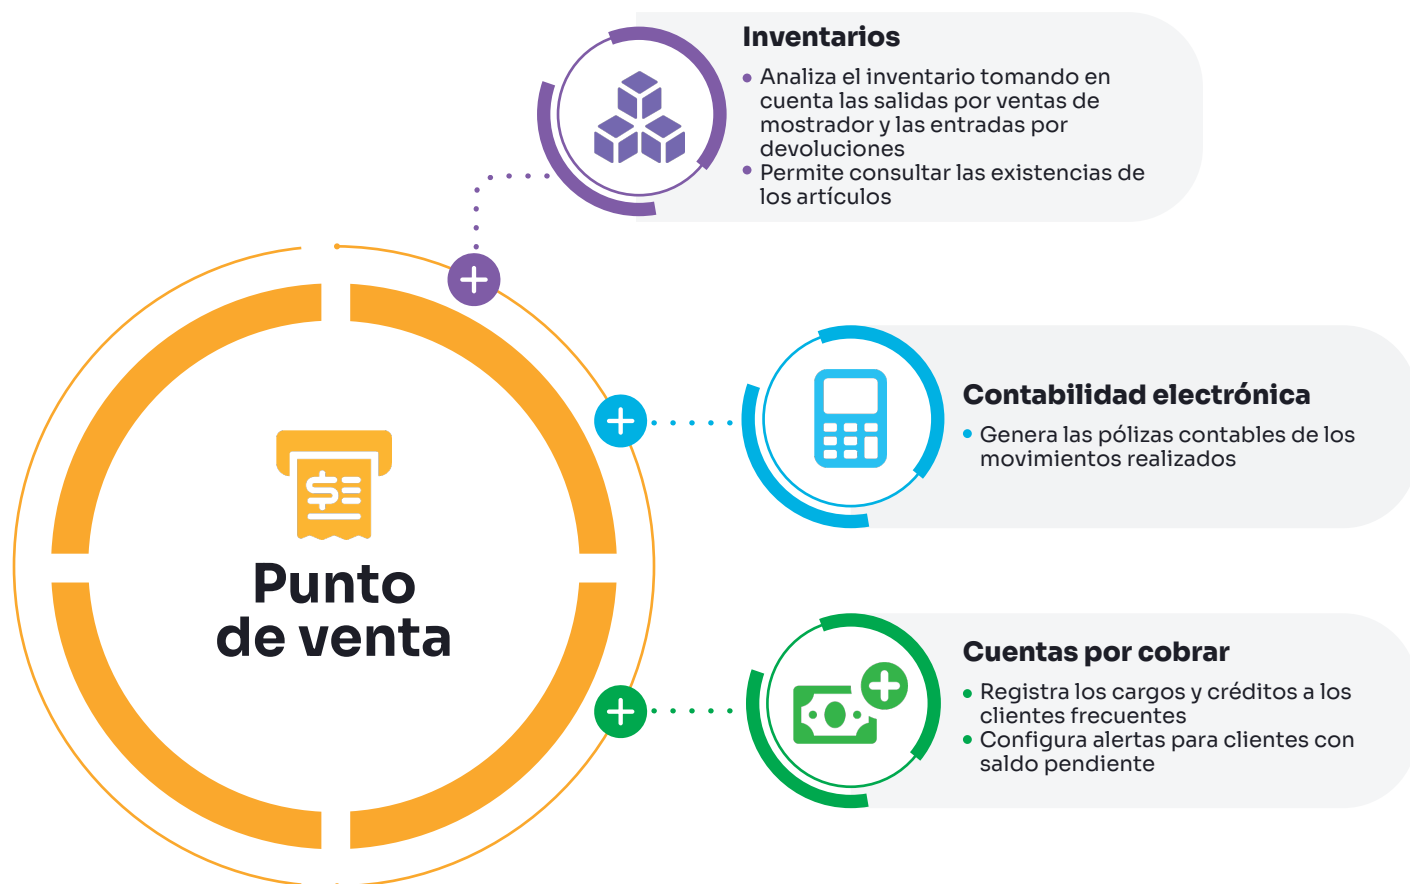 Inventarios
Analiza el inventario tomando en
cuenta las salidas por ventas de
mostrador y las entradas por
devoluciones
Permite consultar las existencias de
los artículos
Contabilidad electrónica
Genera las pólizas contables de los
movimientos realizados
Punto
de venta
Cuentas por cobrar
Registra los cargos y créditos a los
clientes frecuentes
Configura alertas para clientes con
saldo pendiente